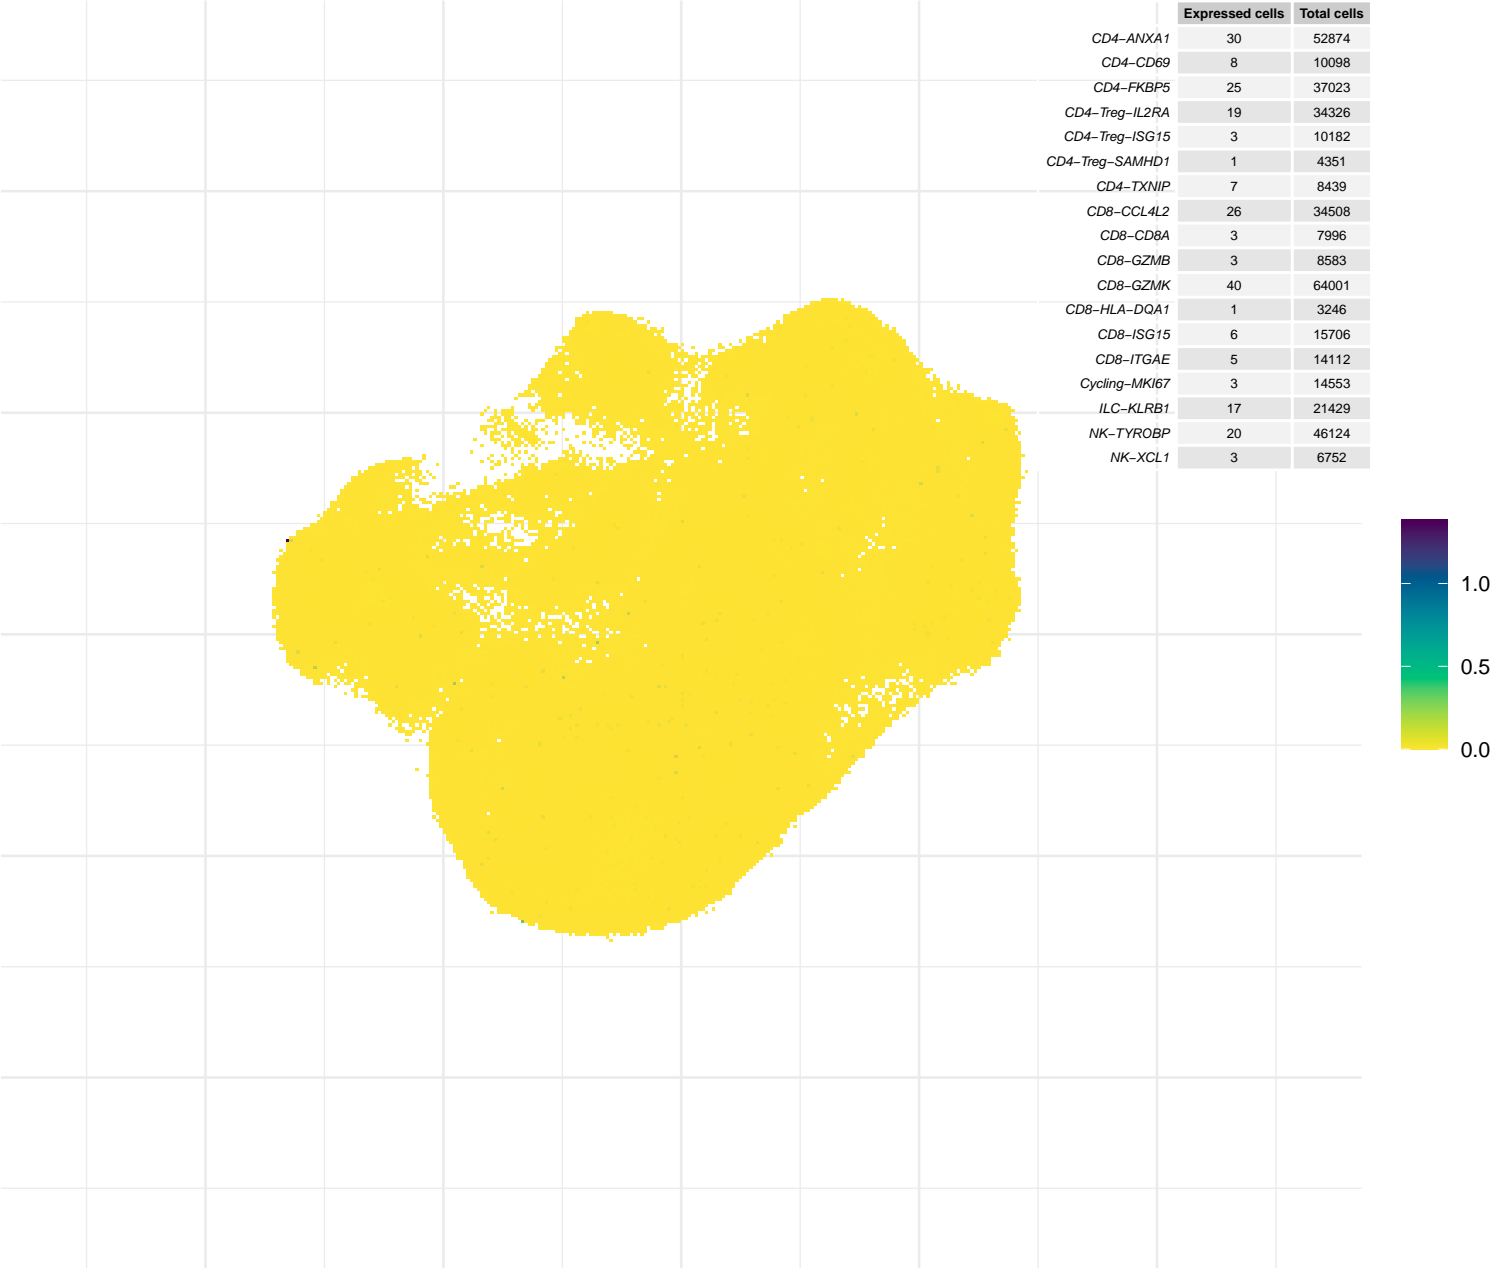 Expressed cells Total cells
CD4−ANXA1 30 52874
CD4−CD69 8 10098
CD4−FKBP5 25 37023
CD4−Treg−IL2RA 19 34326
CD4−Treg−ISG15 3 10182
CD4−Treg−SAMHD1 1 4351
CD4−TXNIP 7 8439
CD8−CCL4L2 26 34508
CD8−CD8A 3 7996
CD8−GZMB 3 8583
CD8−GZMK 40 64001
CD8−HLA−DQA1 1 3246
CD8−ISG15 6 15706
CD8−ITGAE 5 14112
Cycling−MKI67 3 14553
ILC−KLRB1 17 21429
NK−TYROBP 20 46124
NK−XCL1 3 6752
1.0
0.5
0.0